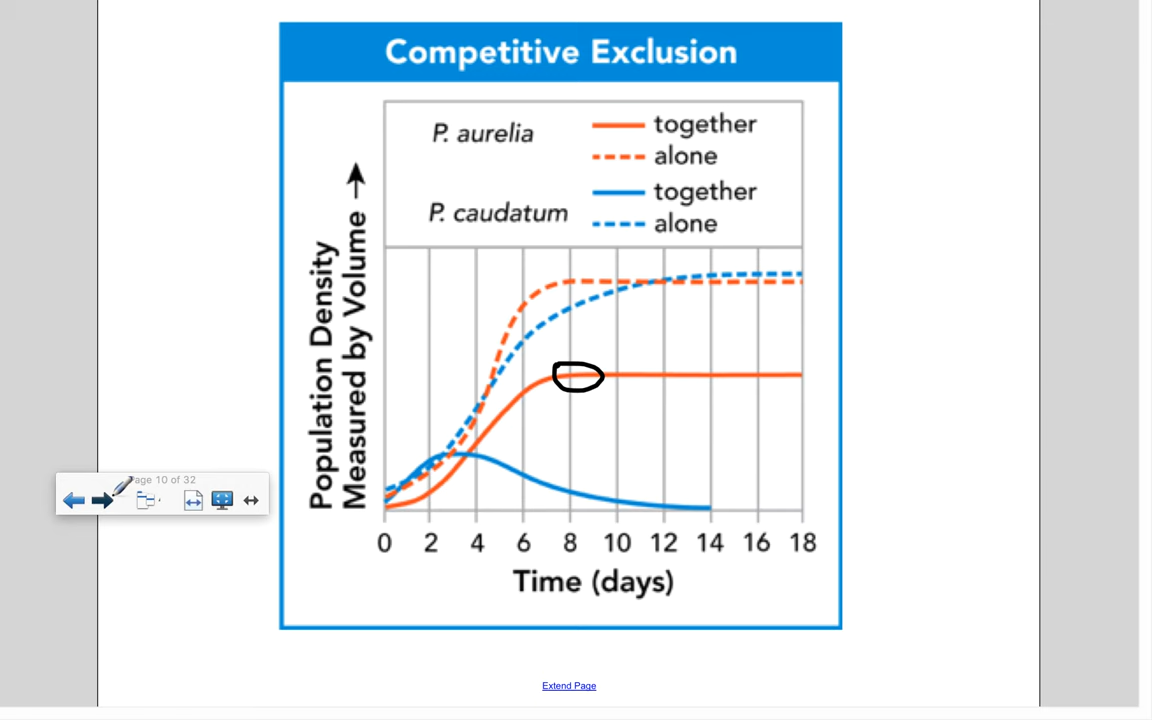 Competitive Exclusion
P. aurelia
together
alone
P. caudatum
together
alone
Population Density
Measured by Volume
0 2 4 6 8 10 12 14 16 18
Time (days)
Page 10 of 32
Extend Page